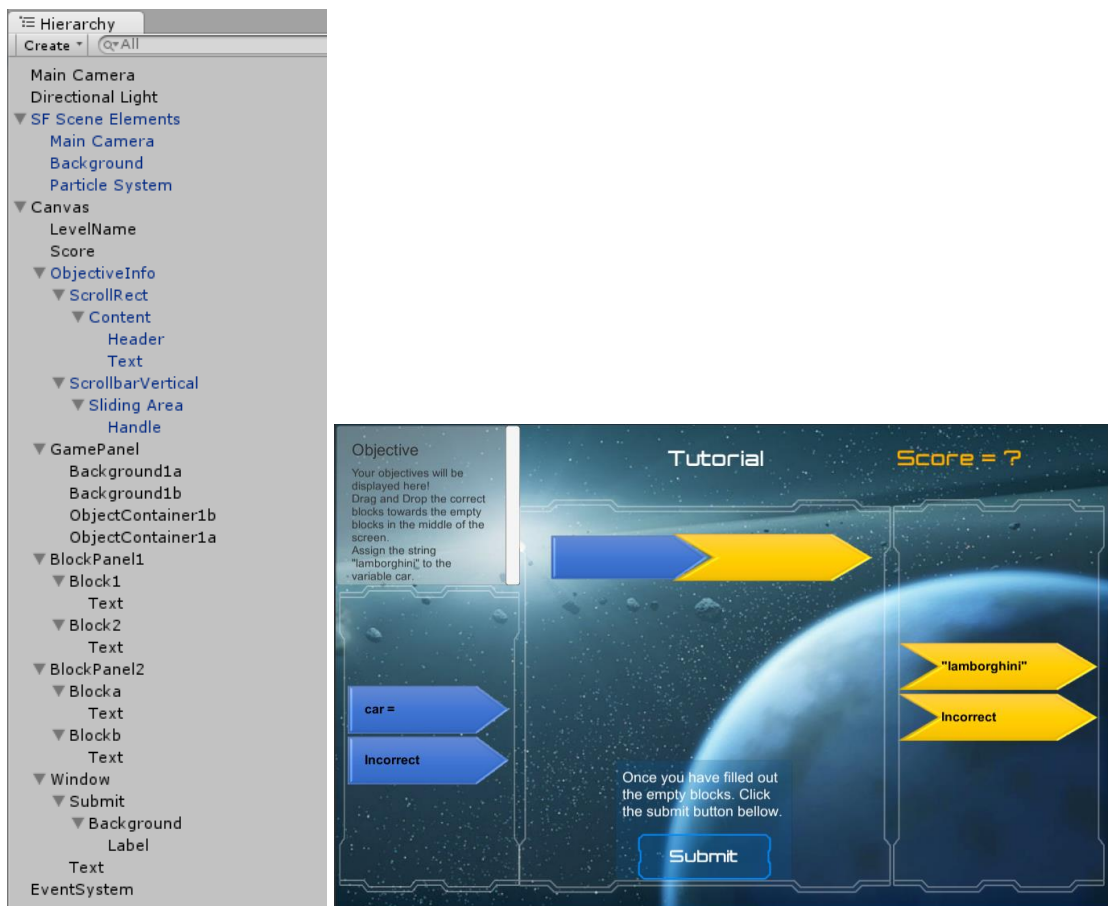 Hierarchy
Create All
Main Camera
Directional Light
SF Scene Elements
Main Camera
Background
Particle System
Canvas
LevelName
Score
ObjectiveInfo
ScrollRect
Content
Header
Text
ScrollbarVertical
Sliding Area
Handle
GamePanel
Background1a
Background1b
ObjectContainer1b
ObjectContainer1a
BlockPanel1
Block1
Text
Block2
Text
BlockPanel2
Blocka
Text
Blockb
Text
Window
Submit
Background
Label
Text
EventSystem
Objective
Your objectives will be
displayed here!
Drag and Drop the correct
blocks towards the empty
blocks in the middle of the
screen.
Assign the string
"lamborghini" to the
variable car.
Tutorial
Score = ?
car =
Incorrect
"lamborghini"
Incorrect
Once you have filled out
the empty blocks. Click
the submit button bellow.
Submit